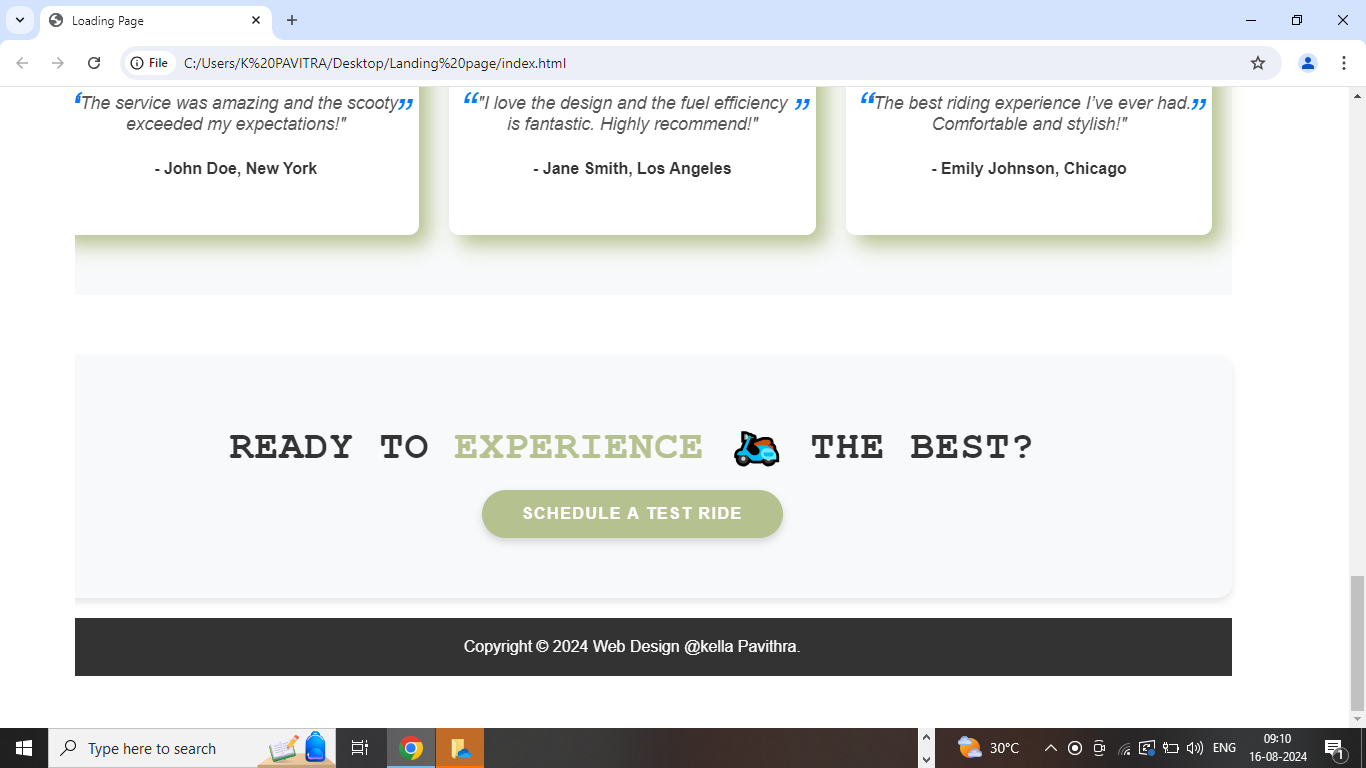 Loading Page
File
C:/Users/K%20PAVITRA/Desktop/Landing%20page/index.html
“The service was amazing and the scooty”
exceeded my expectations!"
- John Doe, New York
“"I love the design and the fuel efficiency ”
is fantastic. Highly recommend!"
- Jane Smith, Los Angeles
“The best riding experience I’ve ever had.”
Comfortable and stylish!"
- Emily Johnson, Chicago
READY TO EXPERIENCE 🛵 THE BEST?
SCHEDULE A TEST RIDE
Copyright © 2024 Web Design @kella Pavithra.
Type here to search
30°C
ENG
09:10
16-08-2024
1